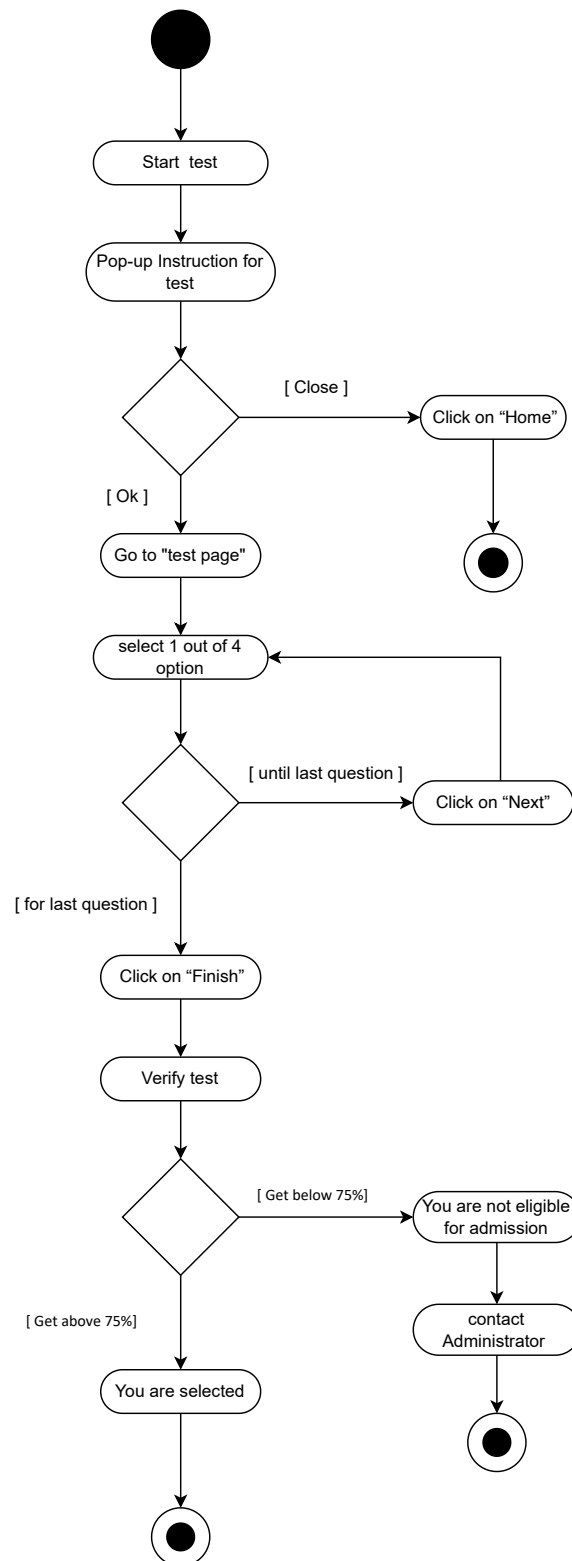 Start  test
Pop-up Instruction for
test
[ Close ]
Click on “Home”
[ Ok ]
Go to "test page"
select 1 out of 4
option
[ until last question ]
Click on “Next”
[ for last question ]
Click on “Finish”
Verify test
[ Get below 75%]
You are not eligible
for admission
[ Get above 75%]
contact
Administrator
You are selected